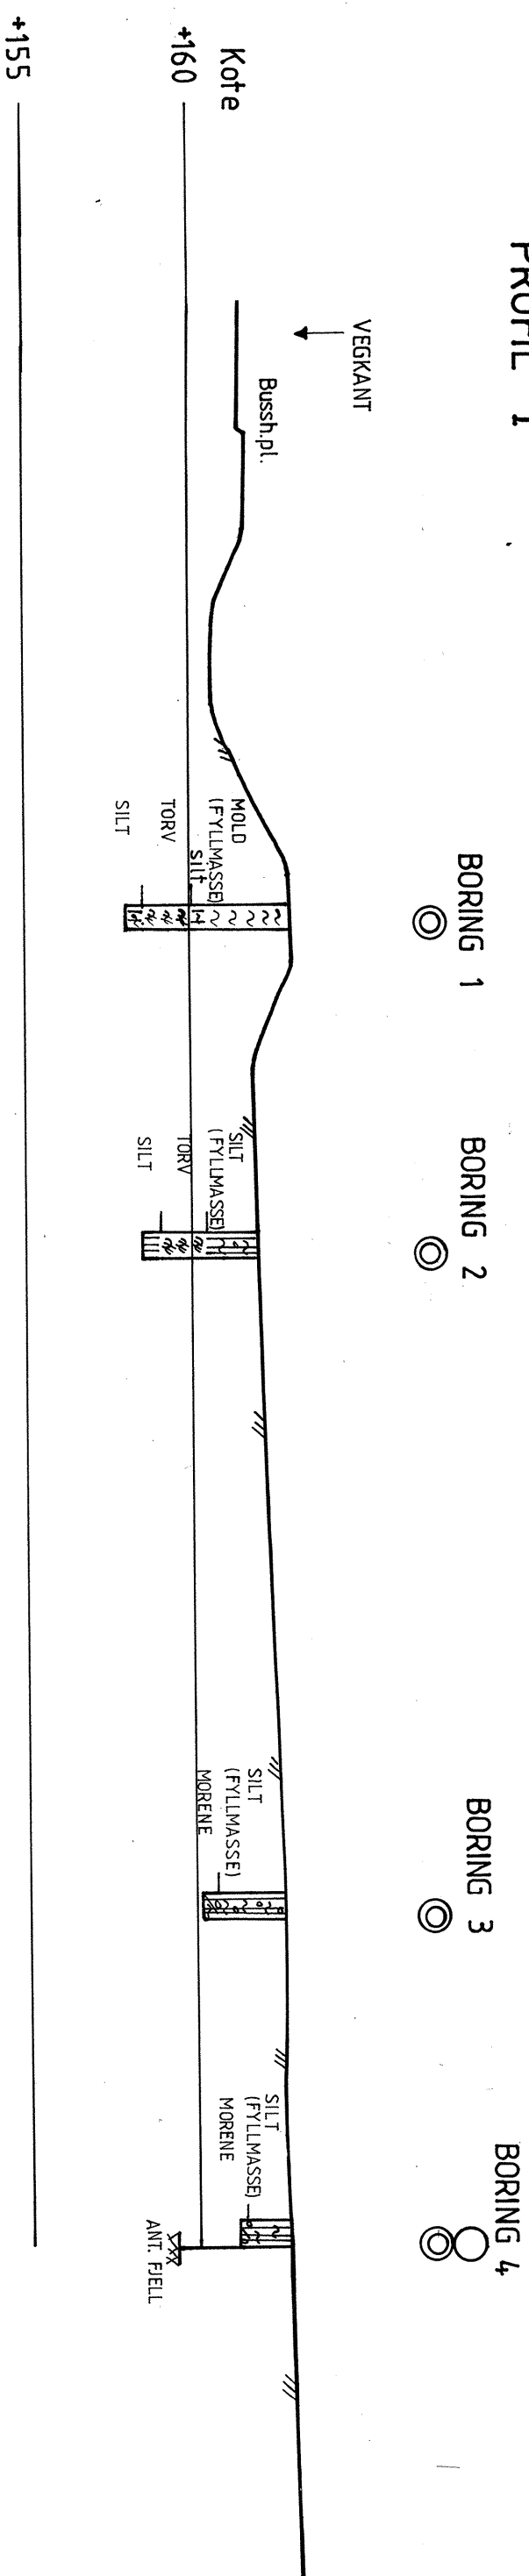 PROFIL 1
BORING 1
BORING 2
BORING 3
BORING 4
VEGKANT
Bussh.pl.
Kote
+160
+155
MOLD
(FYLLMASSE)
silt
TORV
SILT
SILT
(FYLLMASSE)
TORV
SILT
SILT
(FYLLMASSE)
MORENE
SILT
(FYLLMASSE)
MORENE
ANT. FJELL